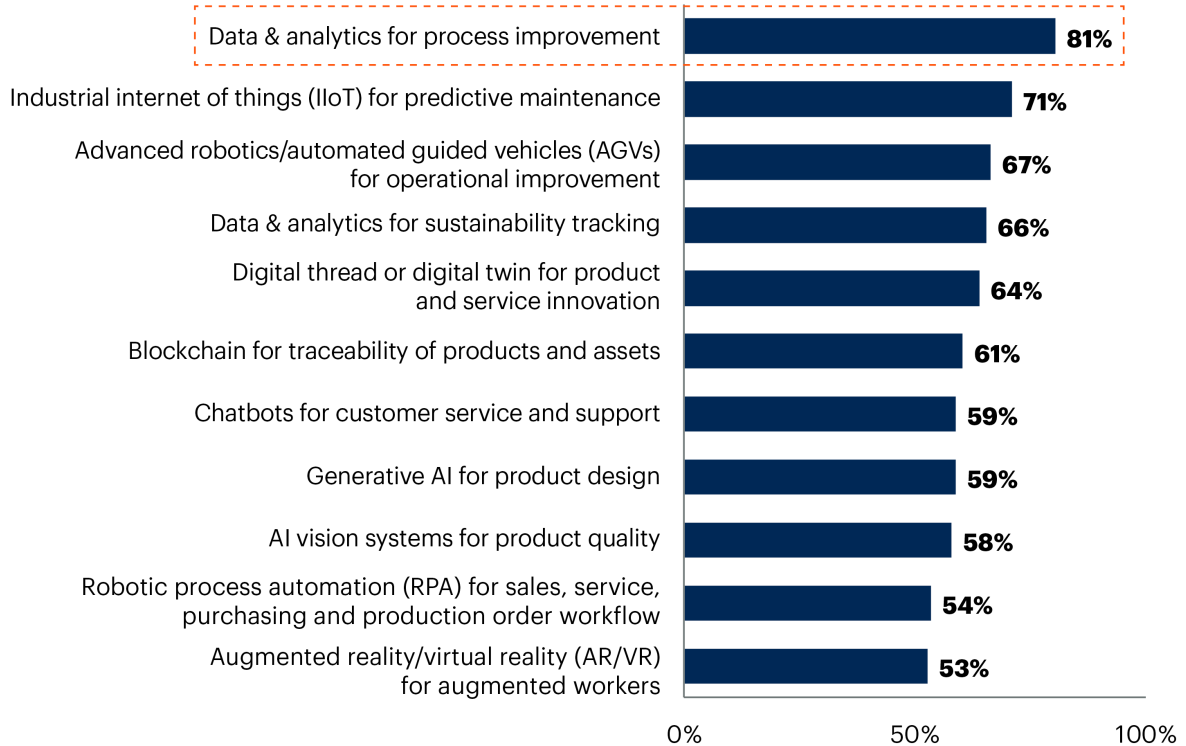 Data & analytics for process improvement
81%
Industrial internet of things (IIoT) for predictive maintenance
71%
Advanced robotics/automated guided vehicles (AGVs)
for operational improvement
67%
Data & analytics for sustainability tracking
66%
Digital thread or digital twin for product
and service innovation
64%
Blockchain for traceability of products and assets
61%
Chatbots for customer service and support
59%
Generative AI for product design
59%
AI vision systems for product quality
58%
Robotic process automation (RPA) for sales, service,
purchasing and production order workflow
54%
Augmented reality/virtual reality (AR/VR)
for augmented workers
53%
0%
50%
100%